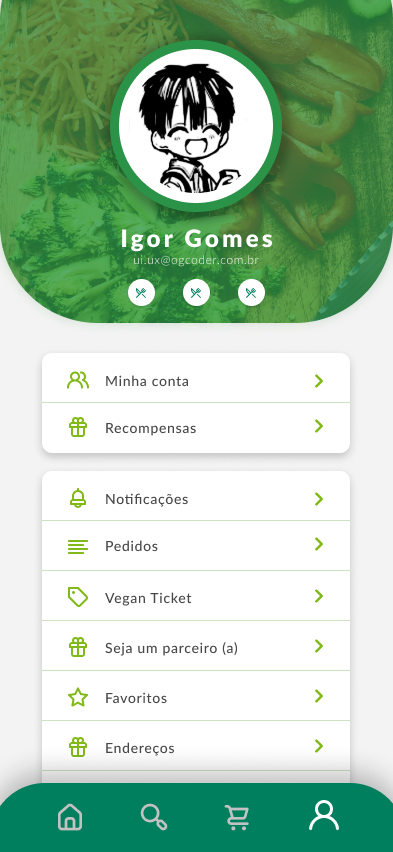 Igor Gomes
ui.ux@ogcoder.com.br
Minha conta
Recompensas
Notificações
Pedidos
Vegan Ticket
Seja um parceiro (a)
Favoritos
Endereços